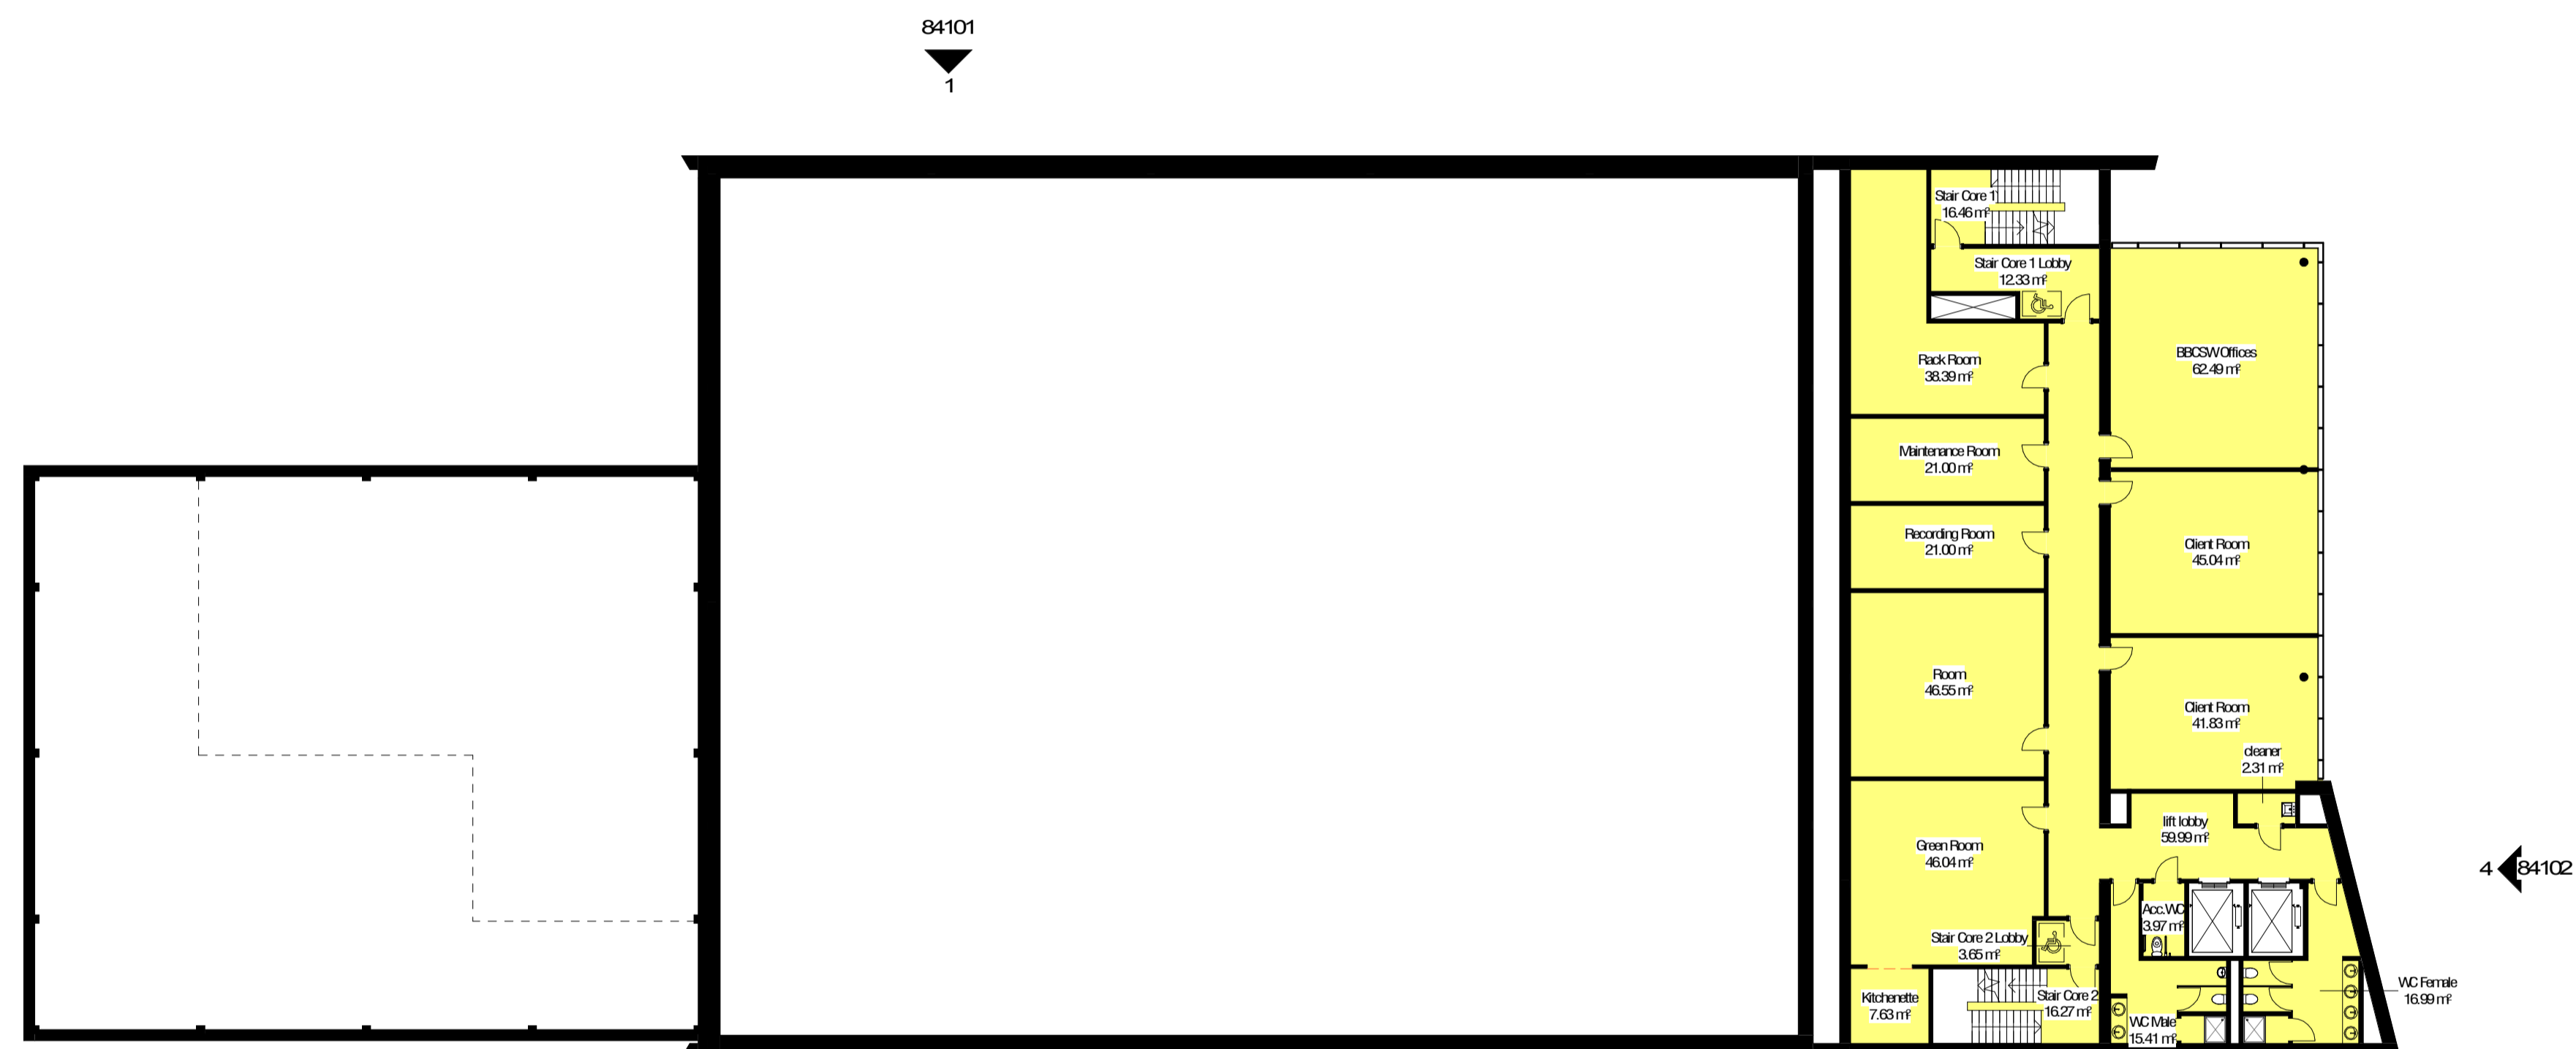 84101
1
Stair Core 1
16.46 m²
Stair Core 1 Lobby
12.33 m²
Rack Room
38.39 m²
BBCSW Offices
62.49 m²
Maintenance Room
21.00 m²
Recording Room
21.00 m²
Client Room
45.04 m²
Room
46.55 m²
Client Room
41.83 m²
cleaner
2.31 m²
lift lobby
59.99 m²
Green Room
46.04 m²
4
84102
Acc.WC
3.97 m²
Stair Core 2 Lobby
3.65 m²
Kitchenette
7.63 m²
Stair Core 2
16.27 m²
WC Female
16.99 m²
WC Male
15.41 m²